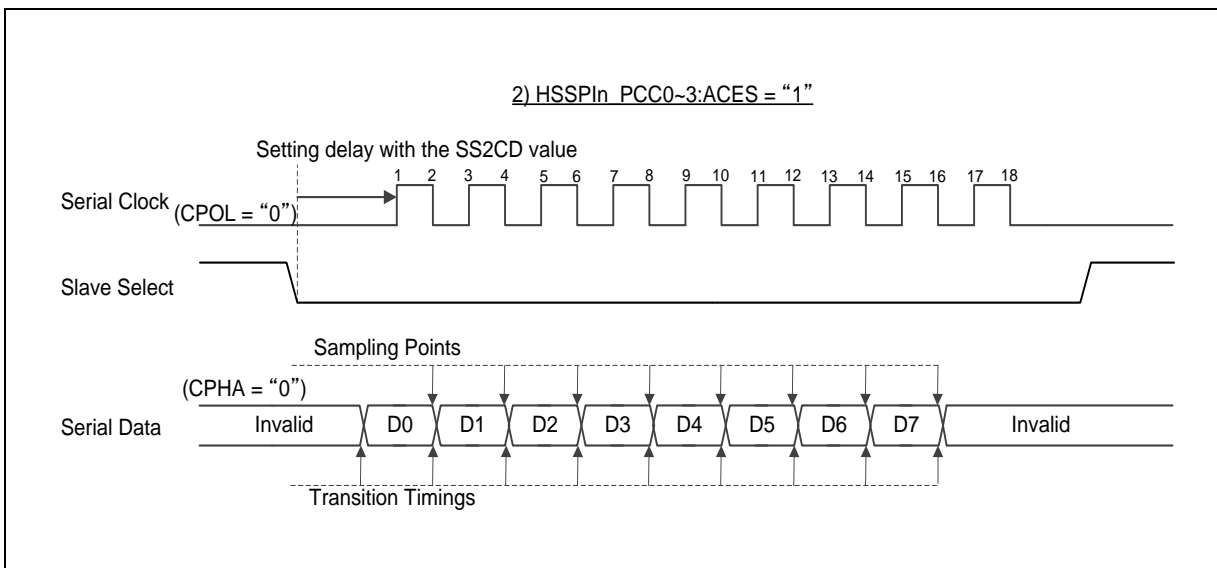 2) HSSPIn_PCC0~3:ACES = “1”
Setting delay with the SS2CD value
1 2 3 4 5 6 7 8 9 10 11 12 13 14 15 16 17 18
Serial Clock
(CPOL = “0”)
Slave Select
Sampling Points
(CPHA = “0”)
Serial Data
Invalid D0 D1 D2 D3 D4 D5 D6 D7 Invalid
Transition Timings